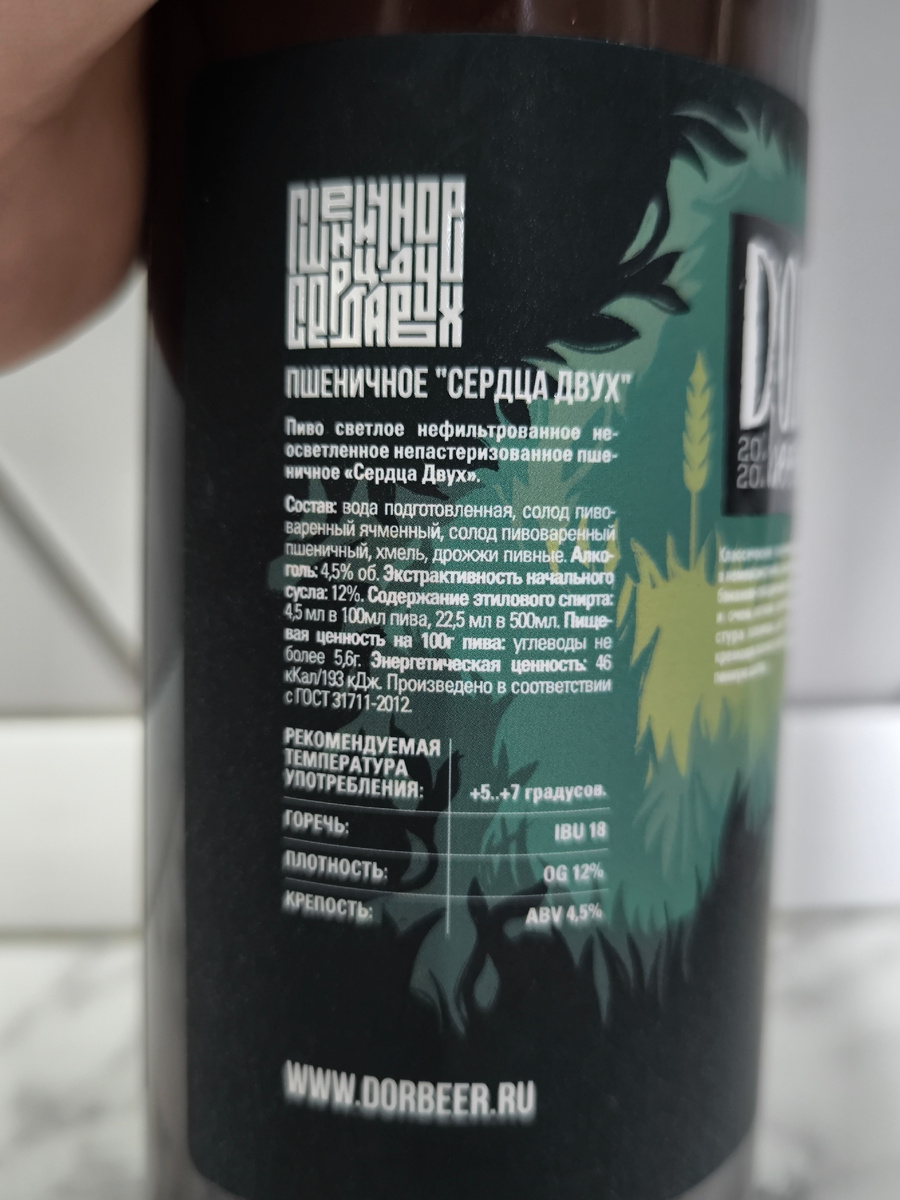 ПШЕНИЧНОЕ "СЕРДЦА ДВУХ"
Пиво светлое нефильтрованное не-
осветленное непастеризованное пше-
ничное «Сердца Двух».
Состав: вода подготовленная, солод пиво-
варенный ячменный, солод пивоваренный
пшеничный, хмель, дрожжи пивные. Алко-
голь: 4,5% об. Экстрактивность начального
сусла: 12%. Содержание этилового спирта:
4,5 мл в 100мл пива, 22,5 мл в 500мл. Пище-
вая ценность на 100г пива: углеводы не
более 5,6г. Энергетическая ценность: 46
кКал/193 кДж. Произведено в соответствии
с ГОСТ 31711-2012.
РЕКОМЕНДУЕМАЯ
ТЕМПЕРАТУРА
УПОТРЕБЛЕНИЯ: +5..+7 градусов.
ГОРЕЧЬ: IBU 18
ПЛОТНОСТЬ: OG 12%
КРЕПОСТЬ: ABV 4,5%
WWW.DORBEER.RU